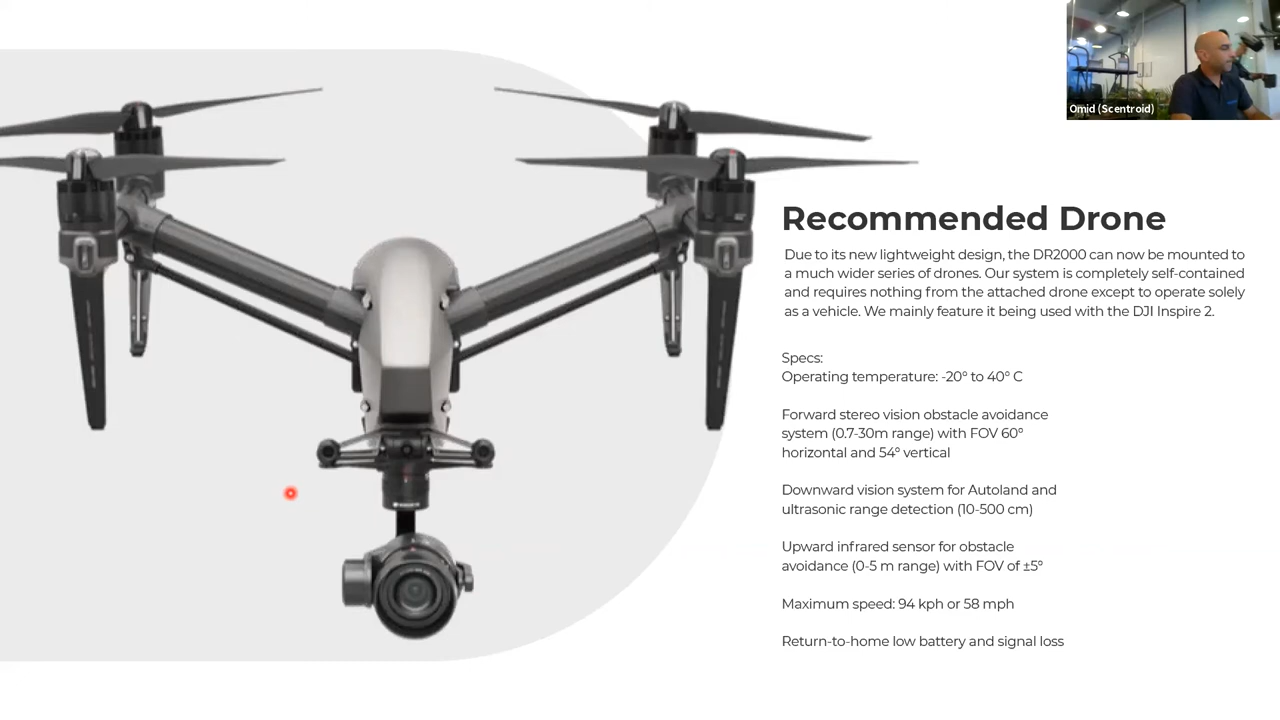 Omid (Scentroid)
Recommended Drone
Due to its new lightweight design, the DR2000 can now be mounted to
a much wider series of drones. Our system is completely self-contained
and requires nothing from the attached drone except to operate solely
as a vehicle. We mainly feature it being used with the DJI Inspire 2.
Specs:
Operating temperature: -20° to 40° C
Forward stereo vision obstacle avoidance
system (0.7-30m range) with FOV 60°
horizontal and 54° vertical
Downward vision system for Autoland and
ultrasonic range detection (10-500 cm)
Upward infrared sensor for obstacle
avoidance (0-5 m range) with FOV of ±5°
Maximum speed: 94 kph or 58 mph
Return-to-home low battery and signal loss